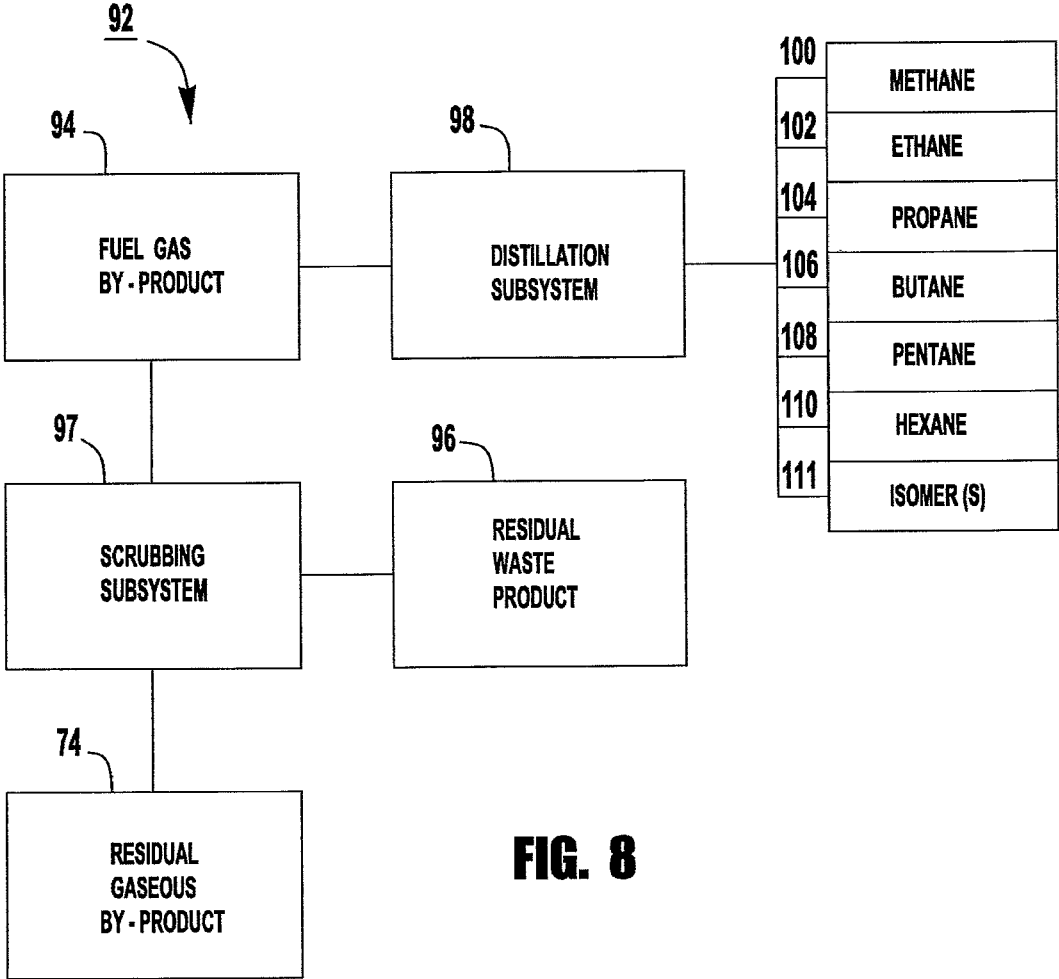 92
94
FUEL GAS
BY - PRODUCT
98
DISTILLATION
SUBSYSTEM
100
METHANE
102
ETHANE
104
PROPANE
106
BUTANE
108
PENTANE
110
HEXANE
111
ISOMER (S)
97
SCRUBBING
SUBSYSTEM
96
RESIDUAL
WASTE
PRODUCT
74
RESIDUAL
GASEOUS
BY - PRODUCT
FIG. 8